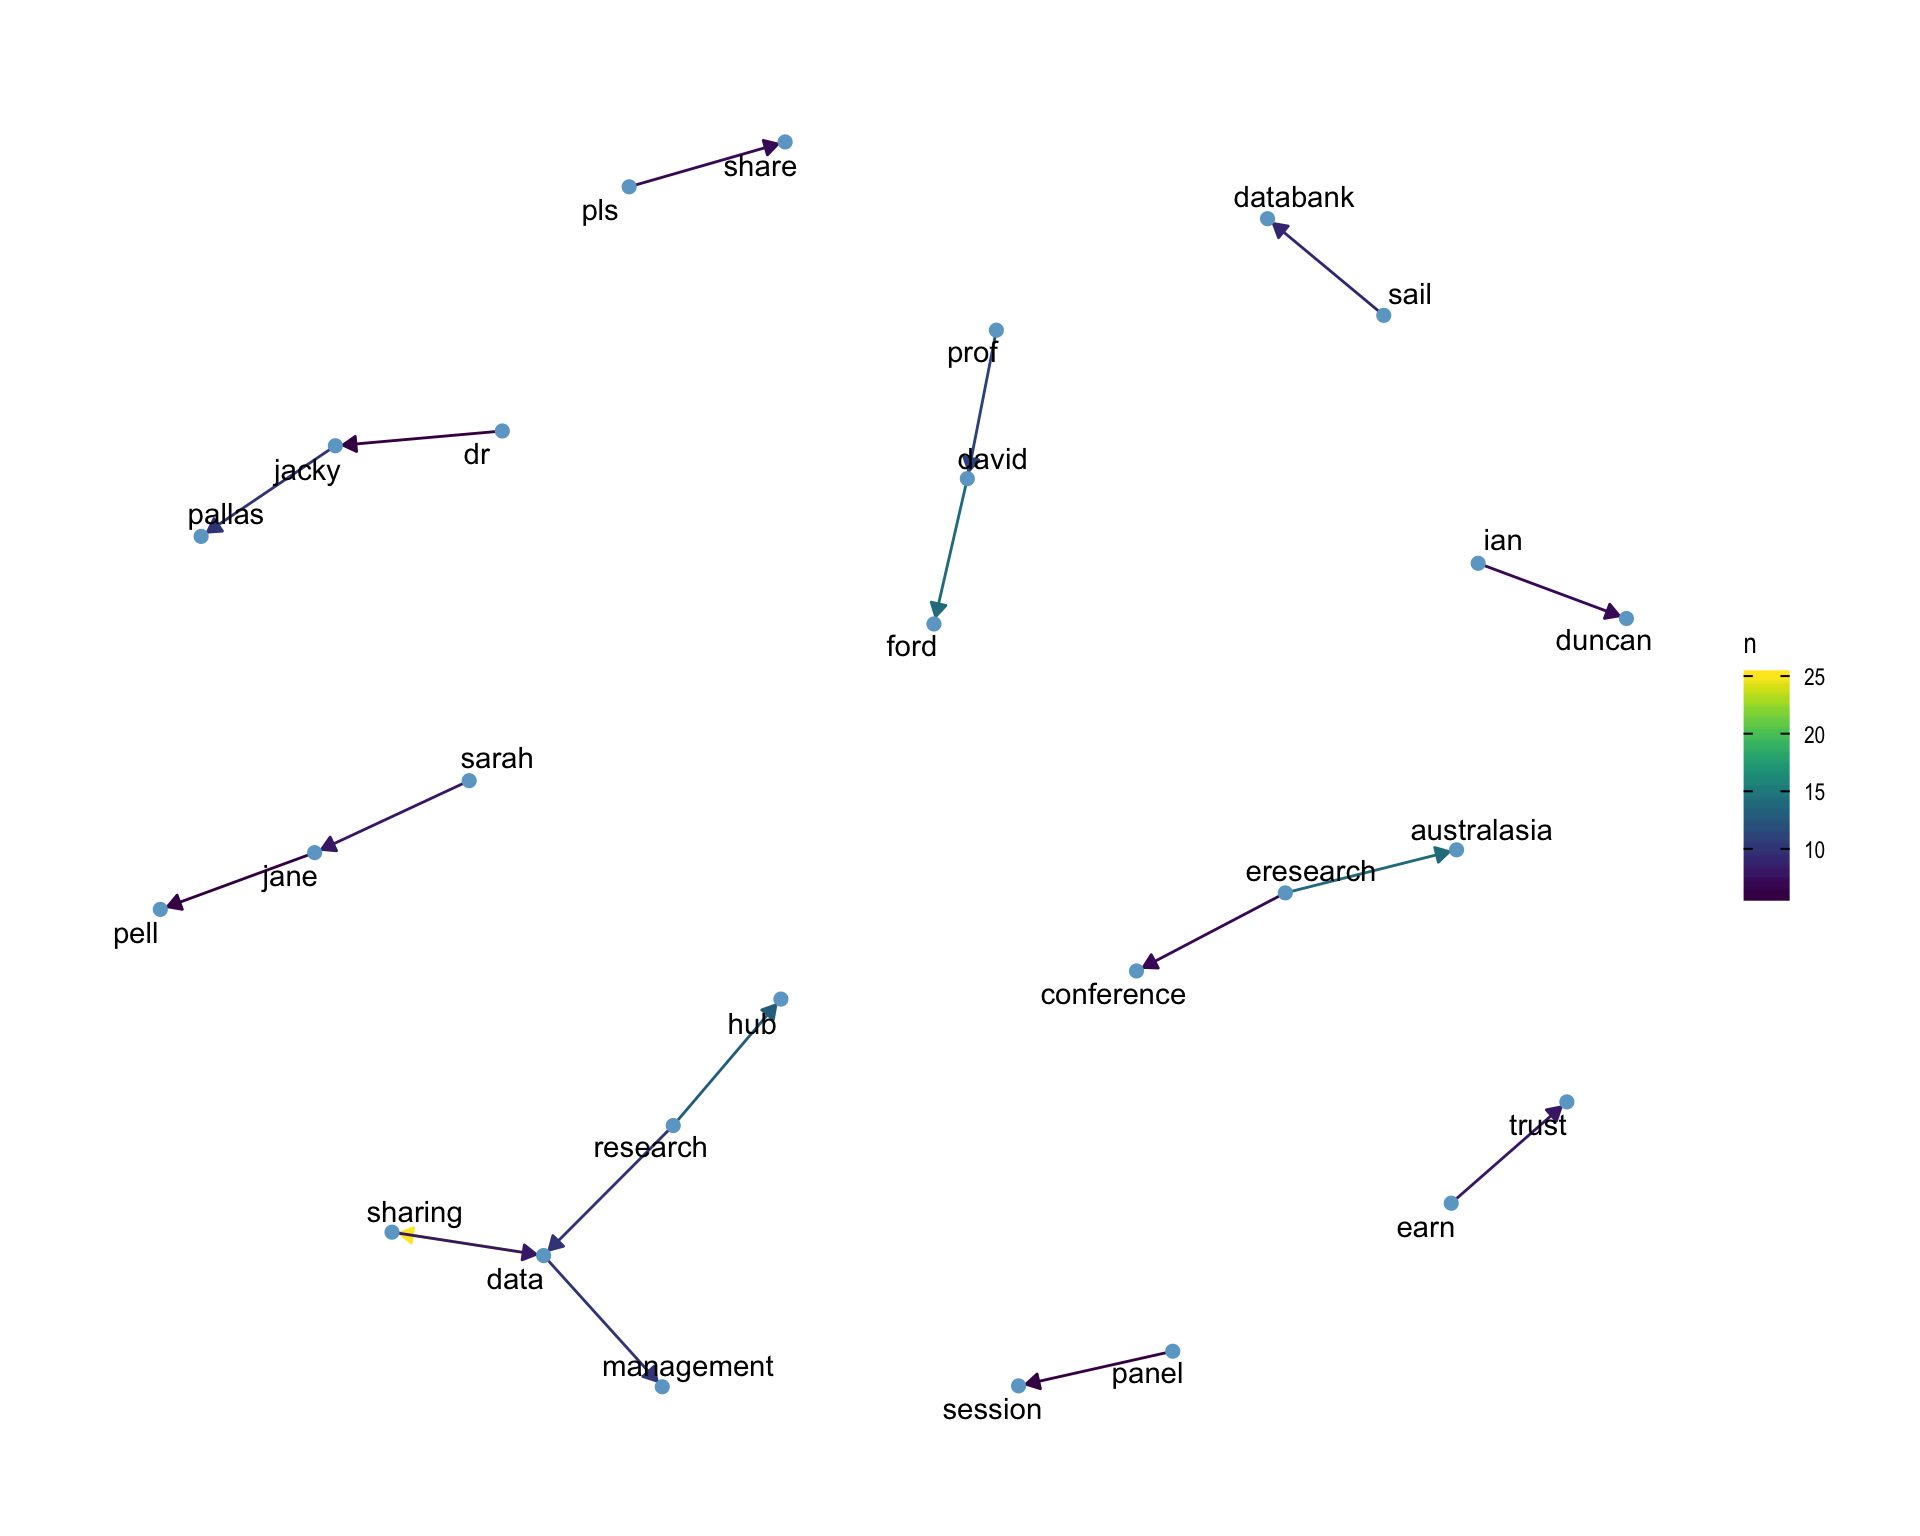 share
pls
databank
sail
prof
dr
jacky
david
pallas
ian
duncan
ford
n
25
20
15
10
sarah
australasia
eresearch
jane
pell
conference
hub
trust
research
sharing
earn
data
management
panel
session